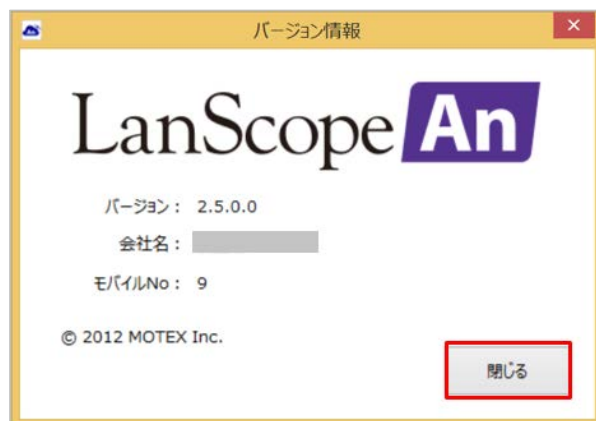 バージョン情報
LanScope An
バージョン： 2.5.0.0
会社名：
モバイルNo： 9
© 2012 MOTEX Inc.
閉じる